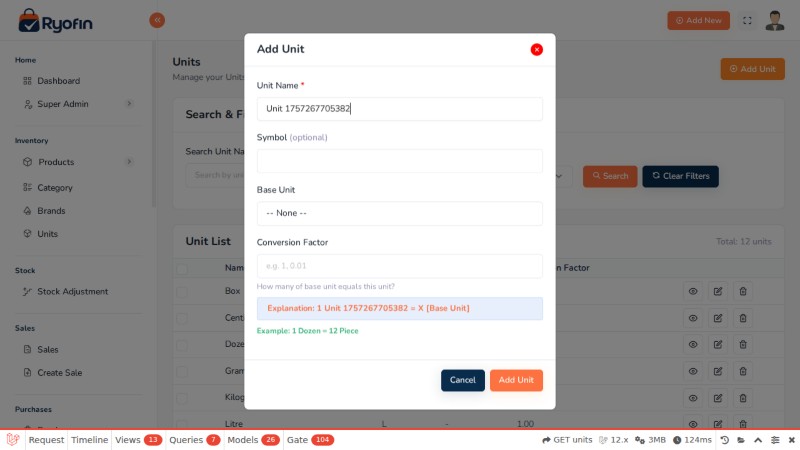 Ryofin
«
Add New
Home
Dashboard
Super Admin
Inventory
Products
Category
Brands
Units
Stock
Stock Adjustment
Sales
Sales
Create Sale
Purchases
Units
Manage your Units
Add Unit
Search & Fi
Search Unit Na
Search by uni
Search
Clear Filters
Unit List
Total: 12 units
Nam
n Factor
Box
Cent
Doze
Gram
Kilog
Litre
L
-
1.00
Add Unit
Unit Name *
Unit 1757267705382
Symbol (optional)
Base Unit
-- None --
Conversion Factor
e.g. 1, 0.01
How many of base unit equals this unit?
Explanation: 1 Unit 1757267705382 = X [Base Unit]
Example: 1 Dozen = 12 Piece
Cancel
Add Unit
Request
Timeline
Views 13
Queries 7
Models 26
Gate 104
GET units
12.x
3MB
124ms